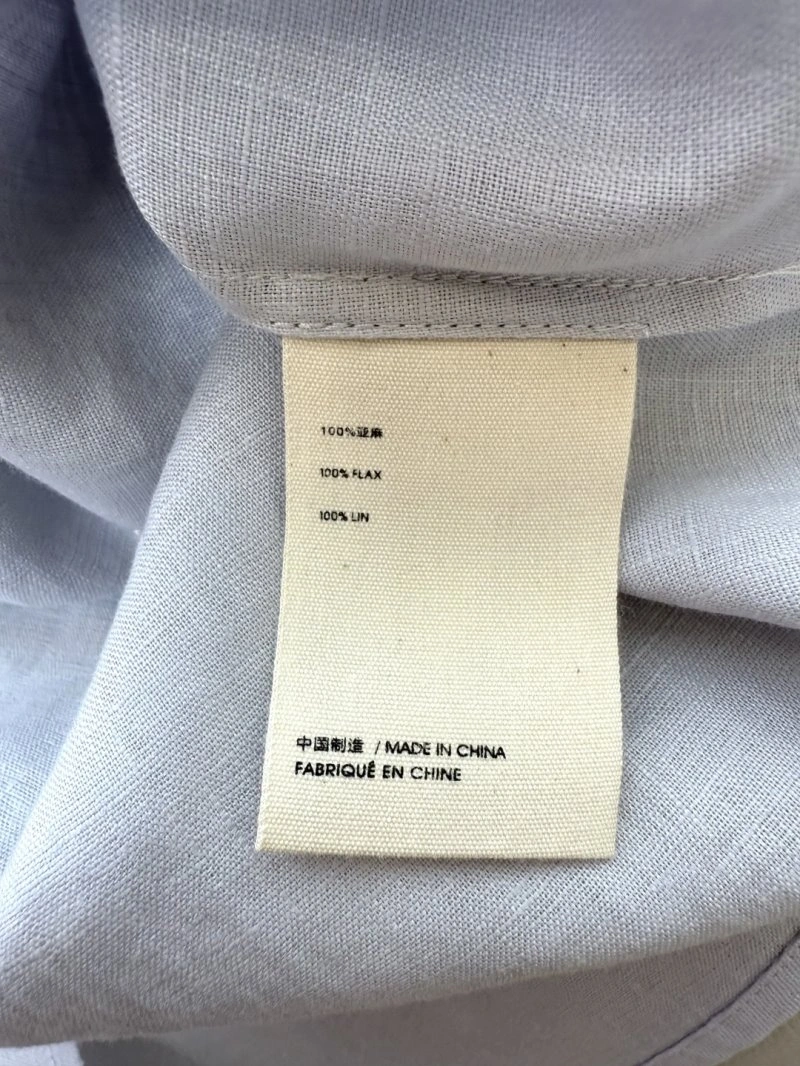 100%亚麻
100% FLAX
100% LIN
中国制造 / MADE IN CHINA
FABRIQUÉ EN CHINE